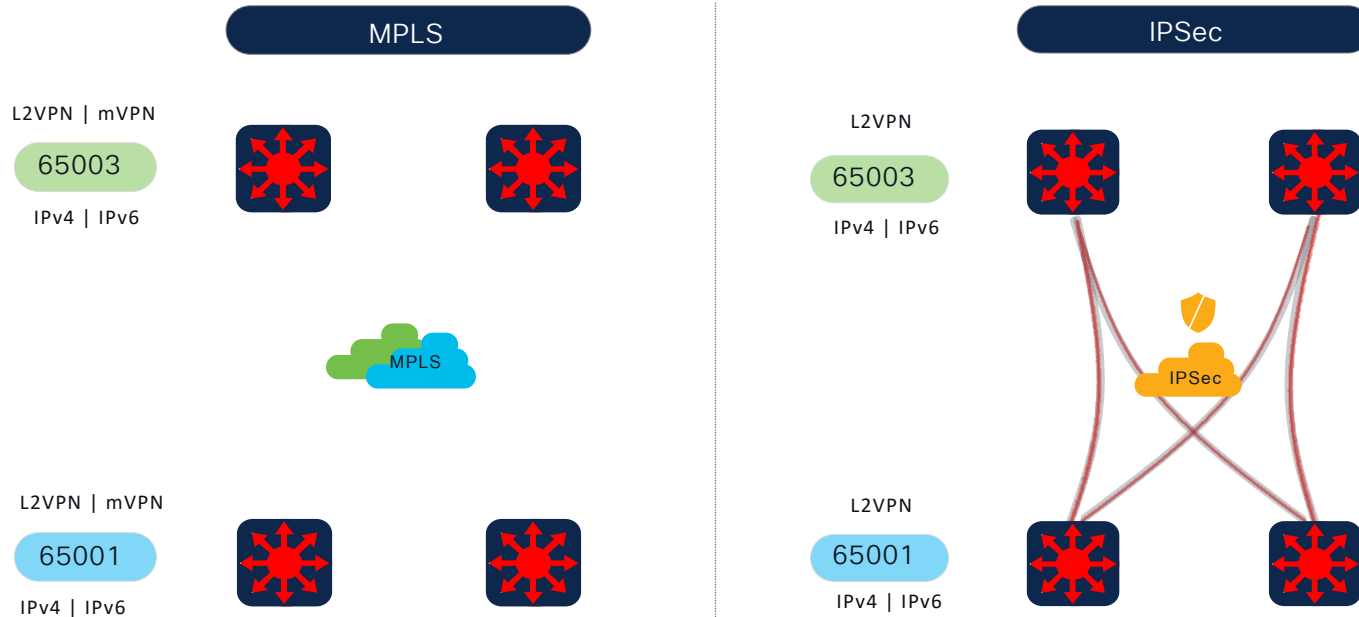 MPLS
L2VPN | mVPN
65003
IPv4 | IPv6
MPLS
L2VPN | mVPN
65001
IPv4 | IPv6
IPSec
L2VPN
65003
IPv4 | IPv6
IPSec
L2VPN
65001
IPv4 | IPv6